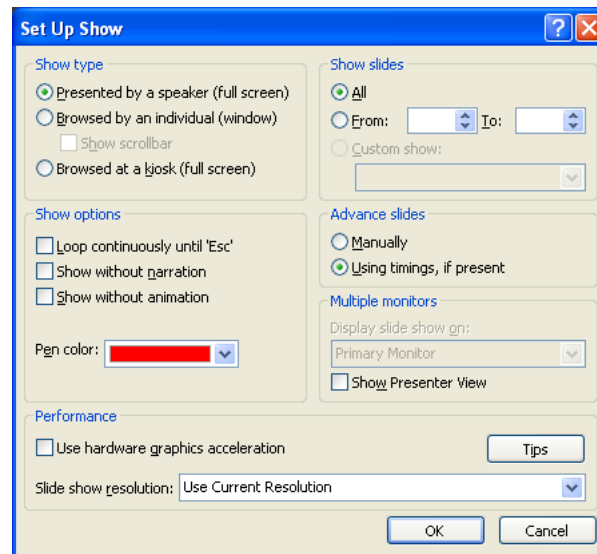 Set Up Show
Show type
Presented by a speaker (full screen)
Browsed by an individual (window)
Show scrollbar
Browsed at a kiosk (full screen)
Show slides
All
From: To:
Custom show:
Show options
Loop continuously until 'Esc'
Show without narration
Show without animation
Pen color:
Advance slides
Manually
Using timings, if present
Multiple monitors
Display slide show on:
Primary Monitor
Show Presenter View
Performance
Use hardware graphics acceleration
Tips
Slide show resolution: Use Current Resolution
OK Cancel